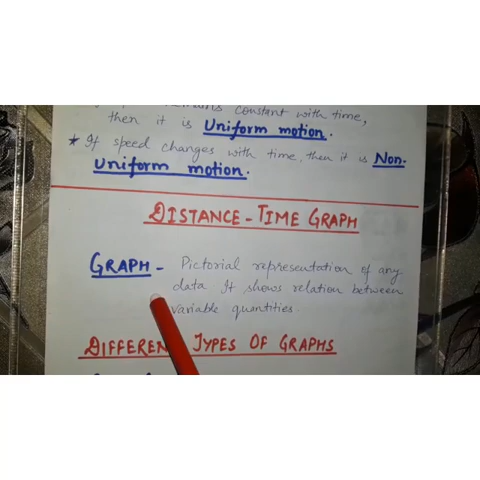 constant with time,
then it is Uniform motion.
* If speed changes with time, then it is Non-
Uniform motion.
DISTANCE - TIME GRAPH
GRAPH - Pictorial representation of any
data It shows relation between
variable quantities
DIFFEREN TYPES OF GRAPHS